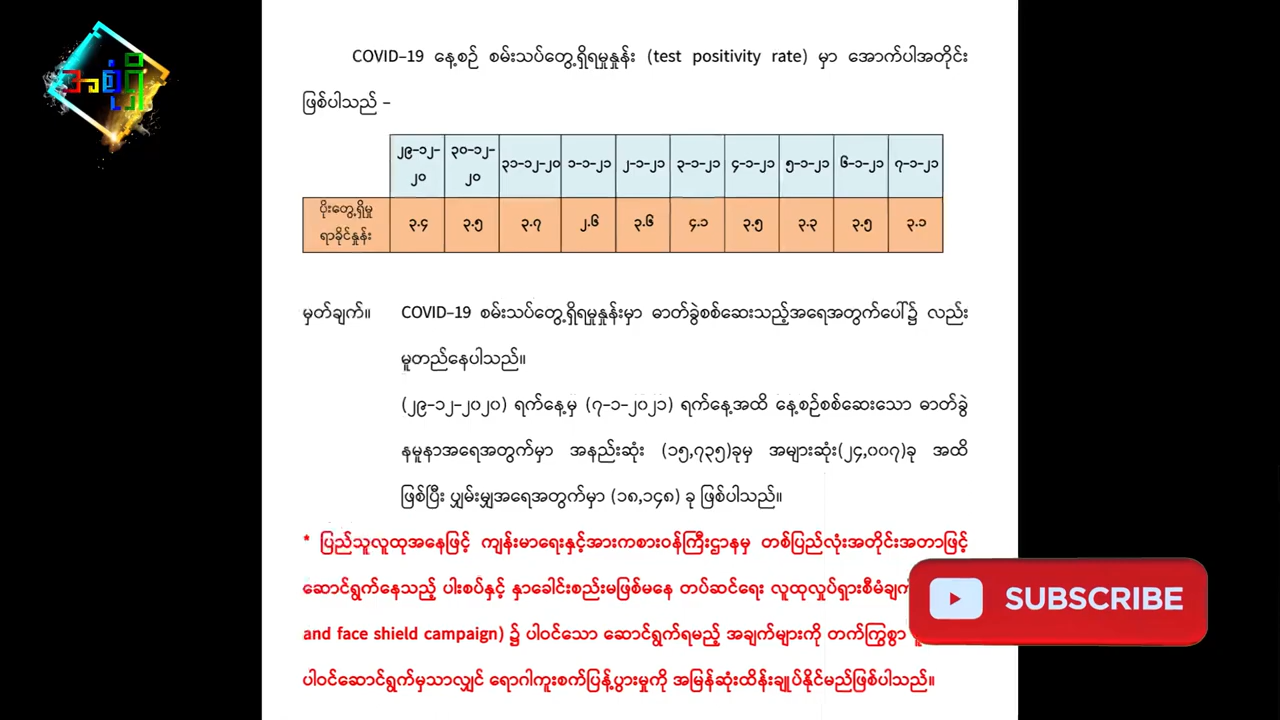 အစုံရှိ
COVID-19 နေ့စဉ် စမ်းသပ်တွေ့ရှိရမှုနှုန်း (test positivity rate) မှာ အောက်ပါအတိုင်း
ဖြစ်ပါသည် –
၂၉-၁၂-၂၀ ၃၀-၁၂-၂၀ ၃၁-၁၂-၂၀ ၁-၁-၂၁ ၂-၁-၂၁ ၃-၁-၂၁ ၄-၁-၂၁ ၅-၁-၂၁ ၆-၁-၂၁ ၇-၁-၂၁
ပိုးတွေ့ရှိမှု ရာခိုင်နှုန်း ၃.၄ ၃.၅ ၃.၇ ၂.၆ ၃.၆ ၄.၁ ၃.၅ ၃.၃ ၃.၅ ၃.၁
မှတ်ချက်။ COVID-19 စမ်းသပ်တွေ့ရှိရမှုနှုန်းမှာ ဓာတ်ခွဲစစ်ဆေးသည့်အရေအတွက်ပေါ်၌ လည်း
မူတည်နေပါသည်။
(၂၉-၁၂-၂၀၂၀) ရက်နေ့မှ (၇-၁-၂၀၂၁) ရက်နေ့အထိ နေ့စဉ်စစ်ဆေးသော ဓာတ်ခွဲ
နမူနာအရေအတွက်မှာ အနည်းဆုံး (၁၅,၇၃၅)ခုမှ အများဆုံး(၂၄,၀၀၇)ခု အထိ
ဖြစ်ပြီး ပျှမ်းမျှအရေအတွက်မှာ (၁၈,၁၄၈) ခု ဖြစ်ပါသည်။
* ပြည်သူလူထုအနေဖြင့် ကျန်းမာရေးနှင့်အားကစားဝန်ကြီးဌာနမှ တစ်ပြည်လုံးအတိုင်းအတာဖြင့်
ဆောင်ရွက်နေသည့် ပါးစပ်နှင့် နှာခေါင်းစည်းမဖြစ်မနေ တပ်ဆင်ရေး လူထုလှုပ်ရှားစီမံချက်
and face shield campaign) ၌ ပါဝင်သော ဆောင်ရွက်ရမည့် အချက်များကို တက်ကြွစွာ
ပါဝင်ဆောင်ရွက်မှသာလျှင် ရောဂါကူးစက်ပြန့်ပွားမှုကို အမြန်ဆုံးထိန်းချုပ်နိုင်မည်ဖြစ်ပါသည်။
SUBSCRIBE